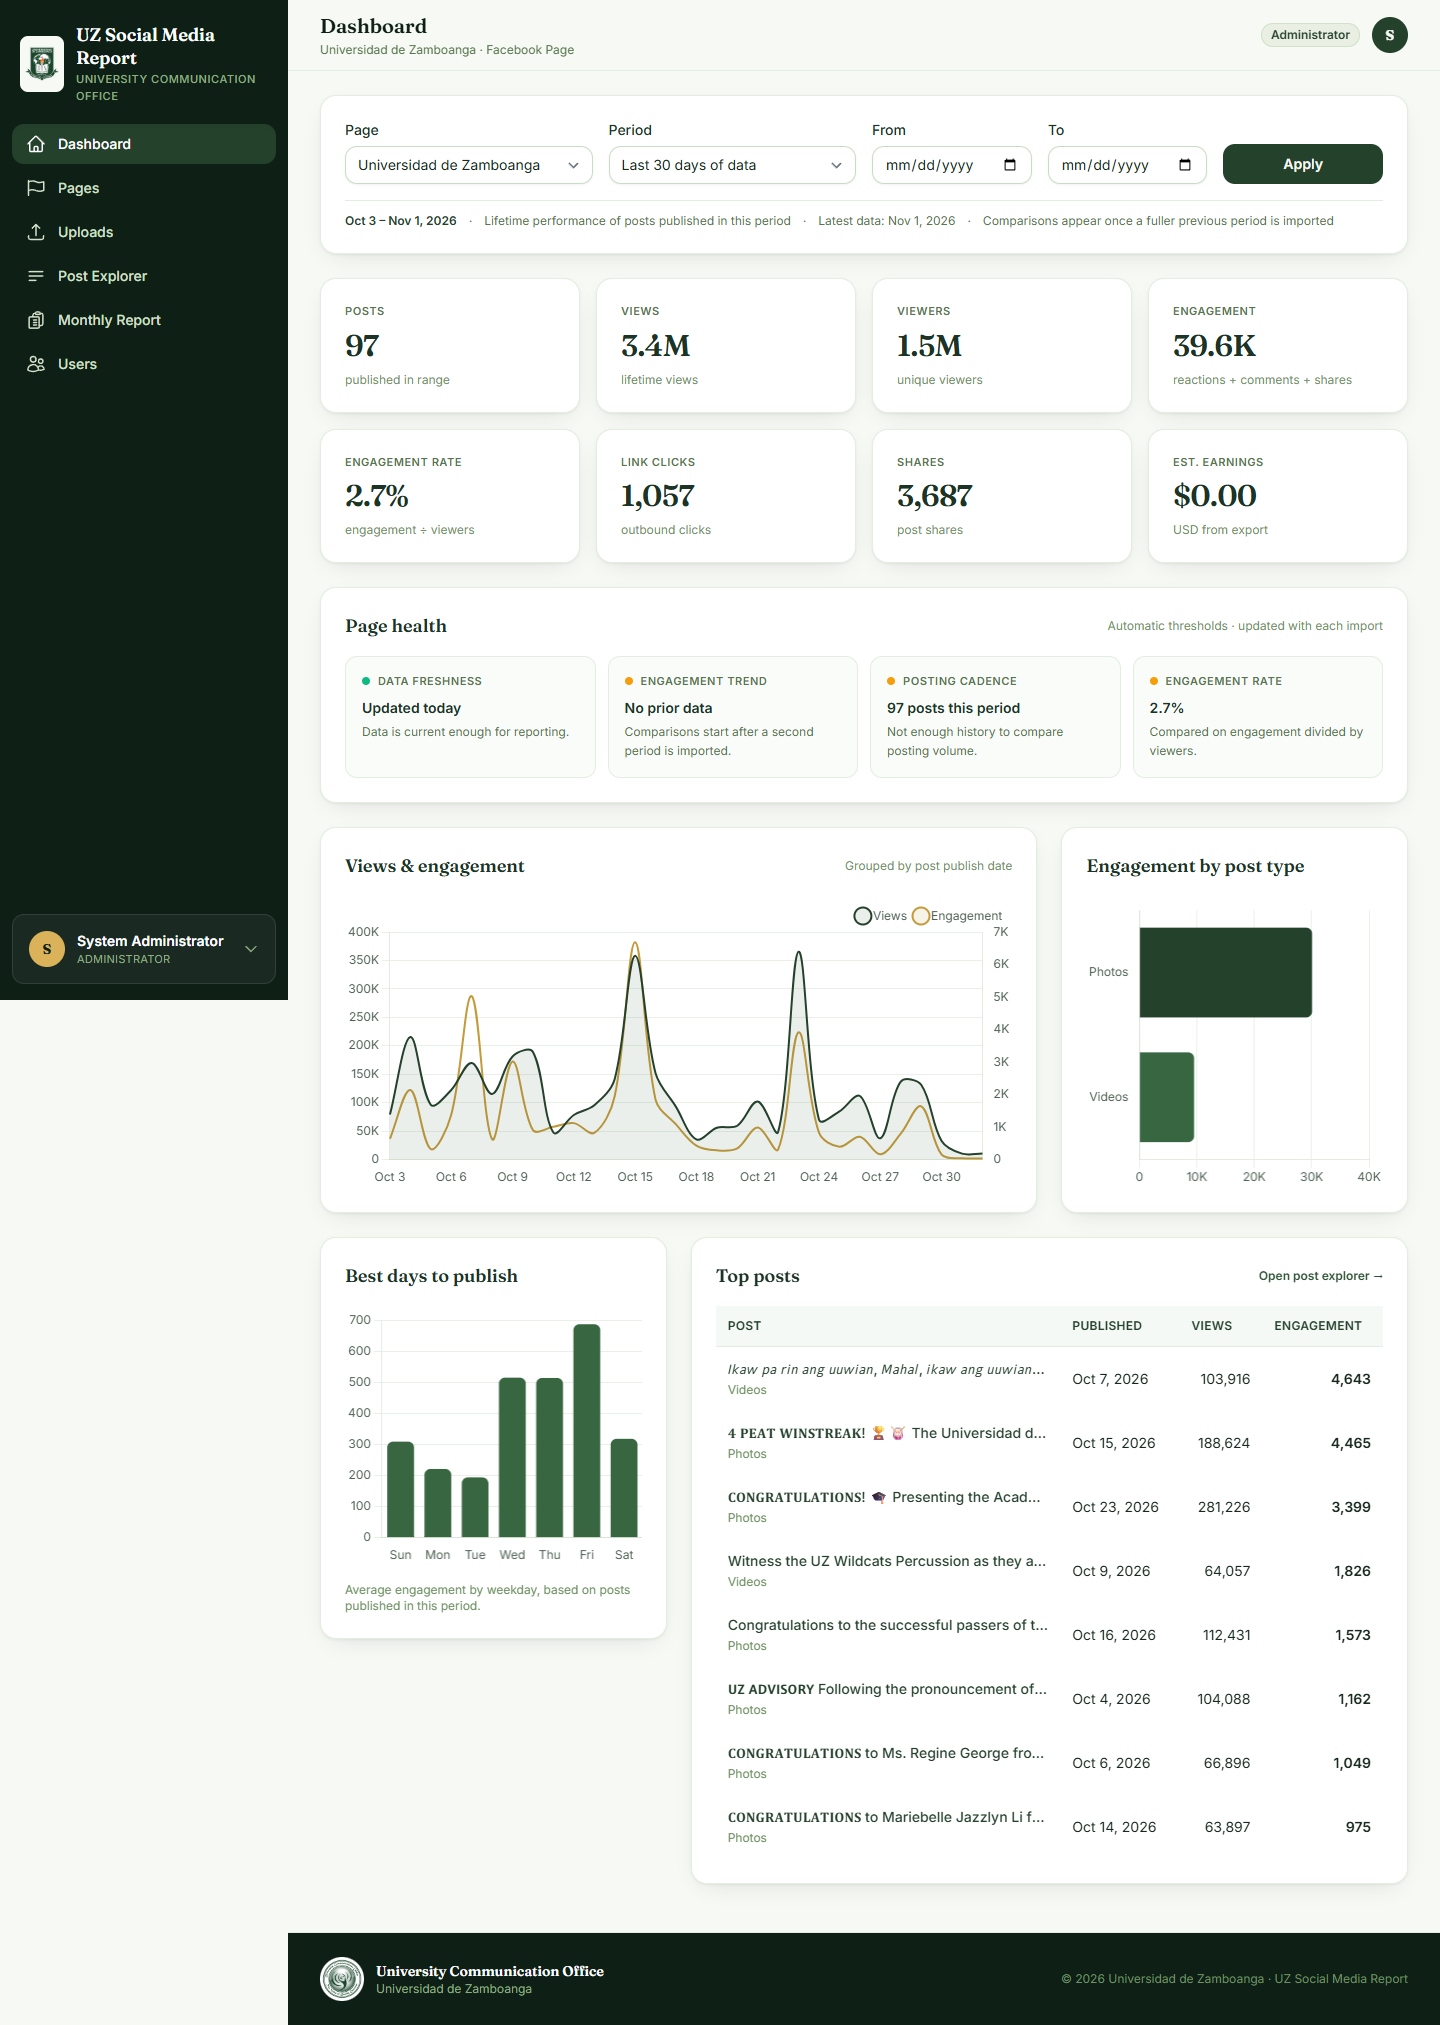 UZ Social Media
Report
UNIVERSITY COMMUNICATION
OFFICE
Dashboard
Pages
Uploads
Post Explorer
Monthly Report
Users
S
System Administrator
ADMINISTRATOR
Dashboard
Universidad de Zamboanga · Facebook Page
Administrator
S
Page
Period
From
To
Universidad de Zamboanga
Last 30 days of data
mm/dd/yyyy
mm/dd/yyyy
Apply
Oct 3 – Nov 1, 2026 · Lifetime performance of posts published in this period · Latest data: Nov 1, 2026 · Comparisons appear once a fuller previous period is imported
POSTS
97
published in range
VIEWS
3.4M
lifetime views
VIEWERS
1.5M
unique viewers
ENGAGEMENT
39.6K
reactions + comments + shares
ENGAGEMENT RATE
2.7%
engagement ÷ viewers
LINK CLICKS
1,057
outbound clicks
SHARES
3,687
post shares
EST. EARNINGS
$0.00
USD from export
Page health
Automatic thresholds · updated with each import
DATA FRESHNESS
Updated today
Data is current enough for reporting.
ENGAGEMENT TREND
No prior data
Comparisons start after a second
period is imported.
POSTING CADENCE
97 posts this period
Not enough history to compare
posting volume.
ENGAGEMENT RATE
2.7%
Compared on engagement divided by
viewers.
Views & engagement
Grouped by post publish date
Views Engagement
400K
350K
300K
250K
200K
150K
100K
50K
0
7K
6K
5K
4K
3K
2K
1K
0
Oct 3 Oct 6 Oct 9 Oct 12 Oct 15 Oct 18 Oct 21 Oct 24 Oct 27 Oct 30
Engagement by post type
Photos
Videos
0 10K 20K 30K 40K
Best days to publish
700
600
500
400
300
200
100
0
Sun Mon Tue Wed Thu Fri Sat
Average engagement by weekday, based on posts
published in this period.
Top posts
Open post explorer →
POST PUBLISHED VIEWS ENGAGEMENT
Ikaw pa rin ang uuwian, Mahal, ikaw ang uuwian...
Videos
Oct 7, 2026 103,916 4,643
4 PEAT WINSTREAK! 🏆 The Universidad d...
Photos
Oct 15, 2026 188,624 4,465
CONGRATULATIONS! 🎓 Presenting the Acad...
Photos
Oct 23, 2026 281,226 3,399
Witness the UZ Wildcats Percussion as they a...
Videos
Oct 9, 2026 64,057 1,826
Congratulations to the successful passers of t...
Photos
Oct 16, 2026 112,431 1,573
UZ ADVISORY Following the pronouncement of...
Photos
Oct 4, 2026 104,088 1,162
CONGRATULATIONS to Ms. Regine George fro...
Photos
Oct 6, 2026 66,896 1,049
CONGRATULATIONS to Mariebelle Jazzlyn Li f...
Photos
Oct 14, 2026 63,897 975
University Communication Office
Universidad de Zamboanga
© 2026 Universidad de Zamboanga · UZ Social Media Report